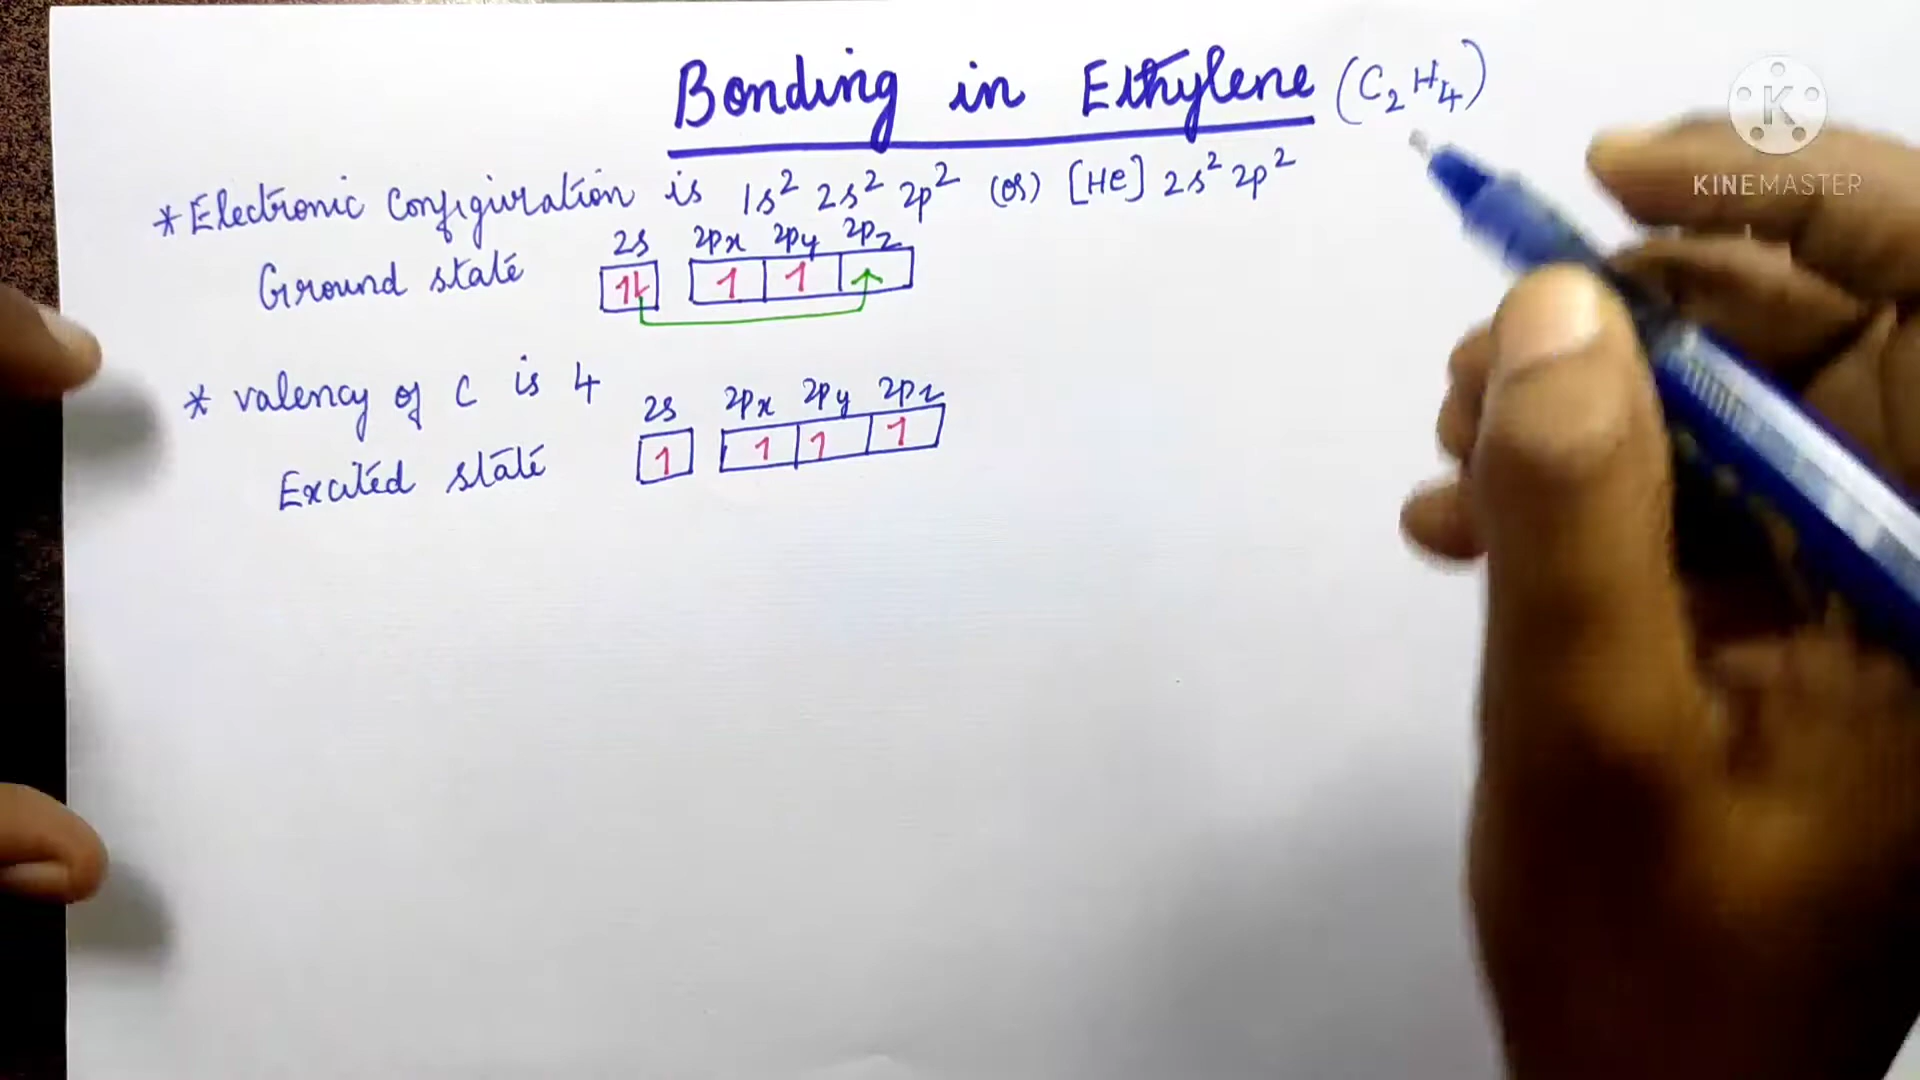 Bonding in Ethylene (C₂H₄)
*Electronic Configuration is 1s² 2s² 2p² (or) [He] 2s² 2p²
2s 2px 2py 2pz
Ground state 1⇂ 1 1 ↑
* valency of C is 4
2s 2px 2py 2pz
Excited state 1 1 1 1
K
KINEMASTER